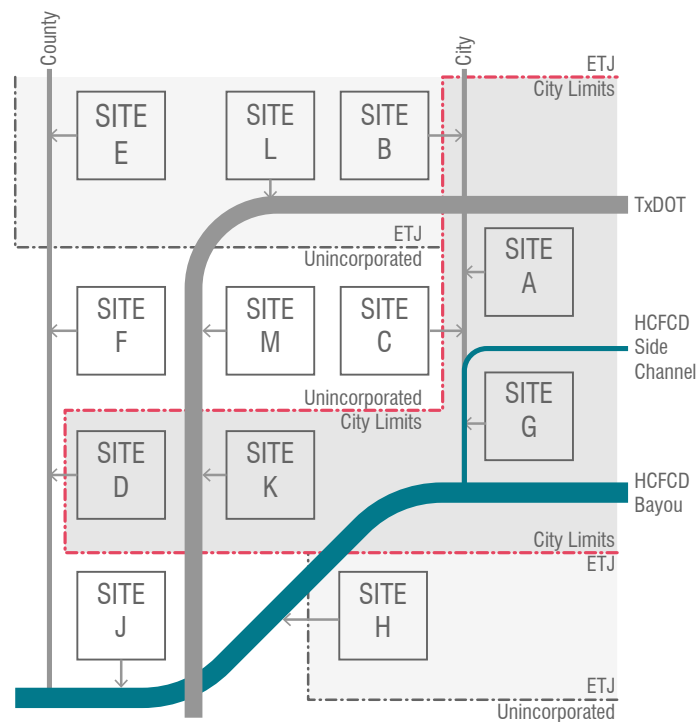 County
City
ETJ
City Limits
SITE
E
SITE
L
SITE
B
TxDOT
ETJ
Unincorporated
SITE
A
SITE
F
SITE
M
SITE
C
HCFCD
Side
Channel
Unincorporated
City Limits
SITE
G
SITE
D
SITE
K
HCFCD
Bayou
City Limits
ETJ
SITE
J
SITE
H
ETJ
Unincorporated